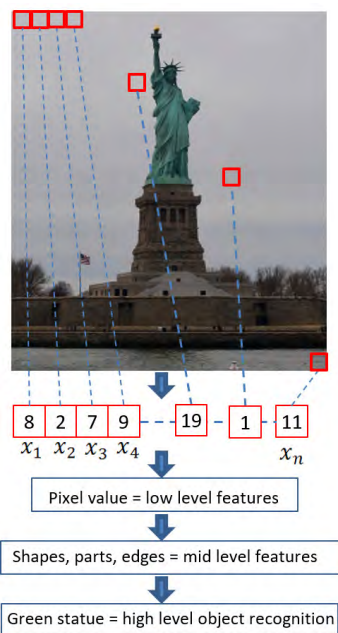 8 2 7 9 19 1 11
x₁ x₂ x₃ x₄ xₙ
Pixel value = low level features
Shapes, parts, edges = mid level features
Green statue = high level object recognition